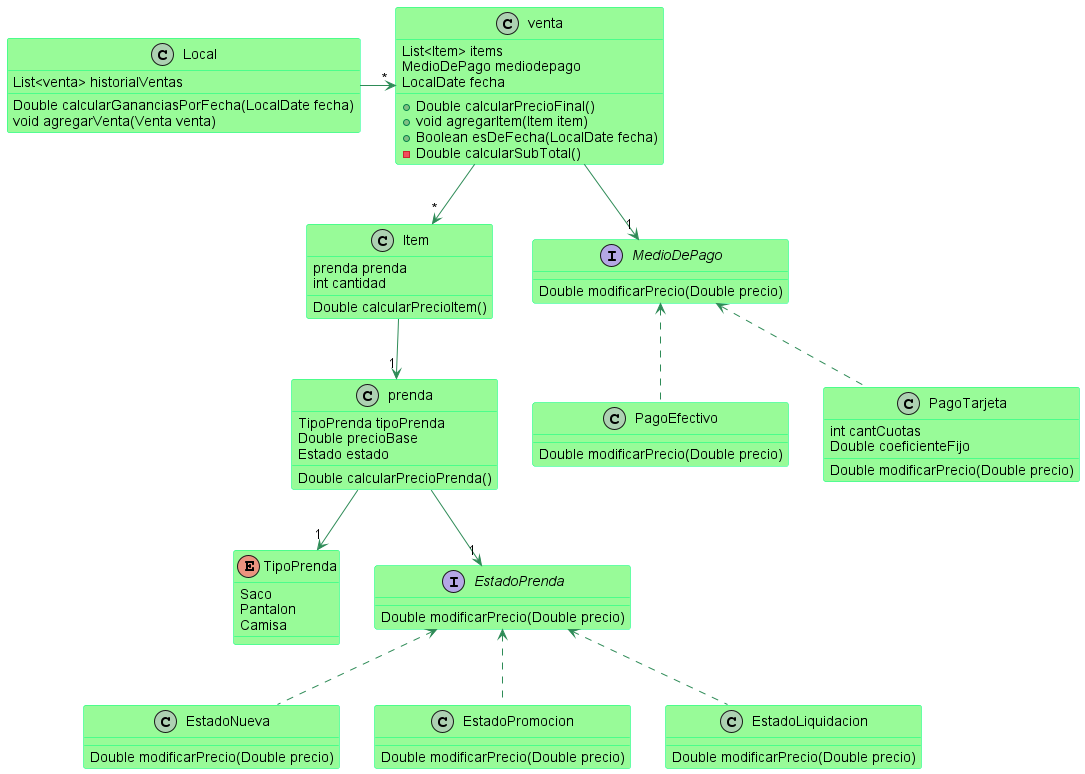 C venta
List<Item> items
MedioDePago mediodepago
LocalDate fecha
Double calcularPrecioFinal()
void agregarItem(Item item)
Boolean esDeFecha(LocalDate fecha)
Double calcularSubTotal()
C Local
List<venta> historialVentas
Double calcularGananciasPorFecha(LocalDate fecha)
void agregarVenta(Venta venta)
*
*
1
C Item
prenda prenda
int cantidad
Double calcularPrecioItem()
I MedioDePago
Double modificarPrecio(Double precio)
1
C prenda
TipoPrenda tipoPrenda
Double precioBase
Estado estado
Double calcularPrecioPrenda()
C PagoEfectivo
Double modificarPrecio(Double precio)
C PagoTarjeta
int cantCuotas
Double coeficienteFijo
Double modificarPrecio(Double precio)
1
1
E TipoPrenda
Saco
Pantalon
Camisa
I EstadoPrenda
Double modificarPrecio(Double precio)
C EstadoNueva
Double modificarPrecio(Double precio)
C EstadoPromocion
Double modificarPrecio(Double precio)
C EstadoLiquidacion
Double modificarPrecio(Double precio)